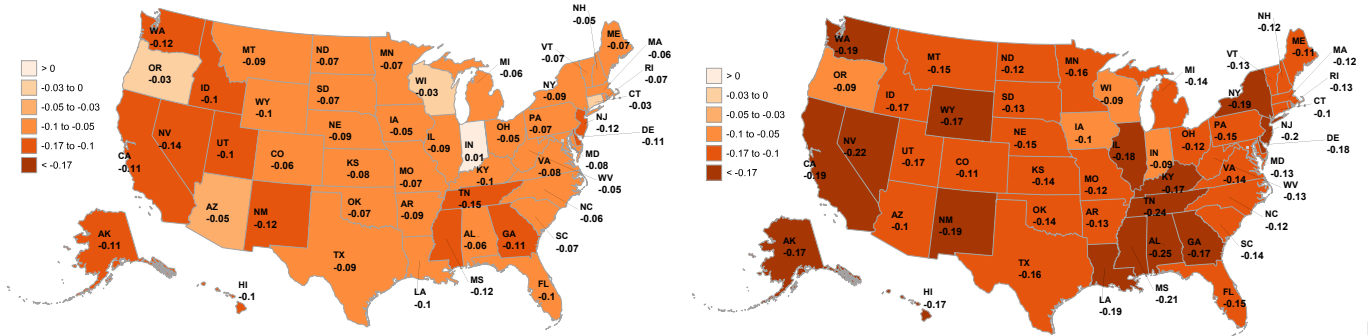 WA
-0.12
OR
-0.03
CA
-0.11
NV
-0.14
ID
-0.1
MT
-0.09
WY
-0.1
UT
-0.1
AZ
-0.05
CO
-0.06
NM
-0.12
ND
-0.07
SD
-0.07
NE
-0.09
KS
-0.08
OK
-0.07
TX
-0.09
MN
-0.07
IA
-0.05
MO
-0.07
AR
-0.09
LA
-0.1
WI
-0.03
IL
-0.09
IN
0.01
MI
-0.06
OH
-0.05
KY
-0.1
TN
-0.15
MS
-0.12
AL
-0.06
GA
-0.11
FL
-0.1
SC
-0.07
NC
-0.06
WV
-0.05
VA
-0.08
MD
-0.08
DE
-0.11
NJ
-0.12
PA
-0.07
NY
-0.09
CT
-0.03
RI
-0.07
MA
-0.06
ME
-0.07
NH
-0.05
VT
-0.07
AK
-0.11
HI
-0.1
> 0
-0.03 to 0
-0.05 to -0.03
-0.1 to -0.05
-0.17 to -0.1
< -0.17
WA
-0.19
OR
-0.09
CA
-0.19
NV
-0.22
ID
-0.17
MT
-0.15
WY
-0.17
UT
-0.17
AZ
-0.1
CO
-0.11
NM
-0.19
ND
-0.12
SD
-0.13
NE
-0.15
KS
-0.14
OK
-0.14
TX
-0.16
MN
-0.16
IA
-0.1
MO
-0.12
AR
-0.13
LA
-0.19
WI
-0.09
IL
-0.18
IN
-0.09
MI
-0.14
OH
-0.12
KY
-0.17
TN
-0.24
MS
-0.21
AL
-0.25
GA
-0.17
FL
-0.15
SC
-0.14
NC
-0.12
WV
-0.13
VA
-0.14
MD
-0.13
DE
-0.18
NJ
-0.2
PA
-0.15
NY
-0.19
CT
-0.1
RI
-0.13
MA
-0.12
ME
-0.11
NH
-0.12
VT
-0.13
AK
-0.17
HI
-0.17
> 0
-0.03 to 0
-0.05 to -0.03
-0.1 to -0.05
-0.17 to -0.1
< -0.17